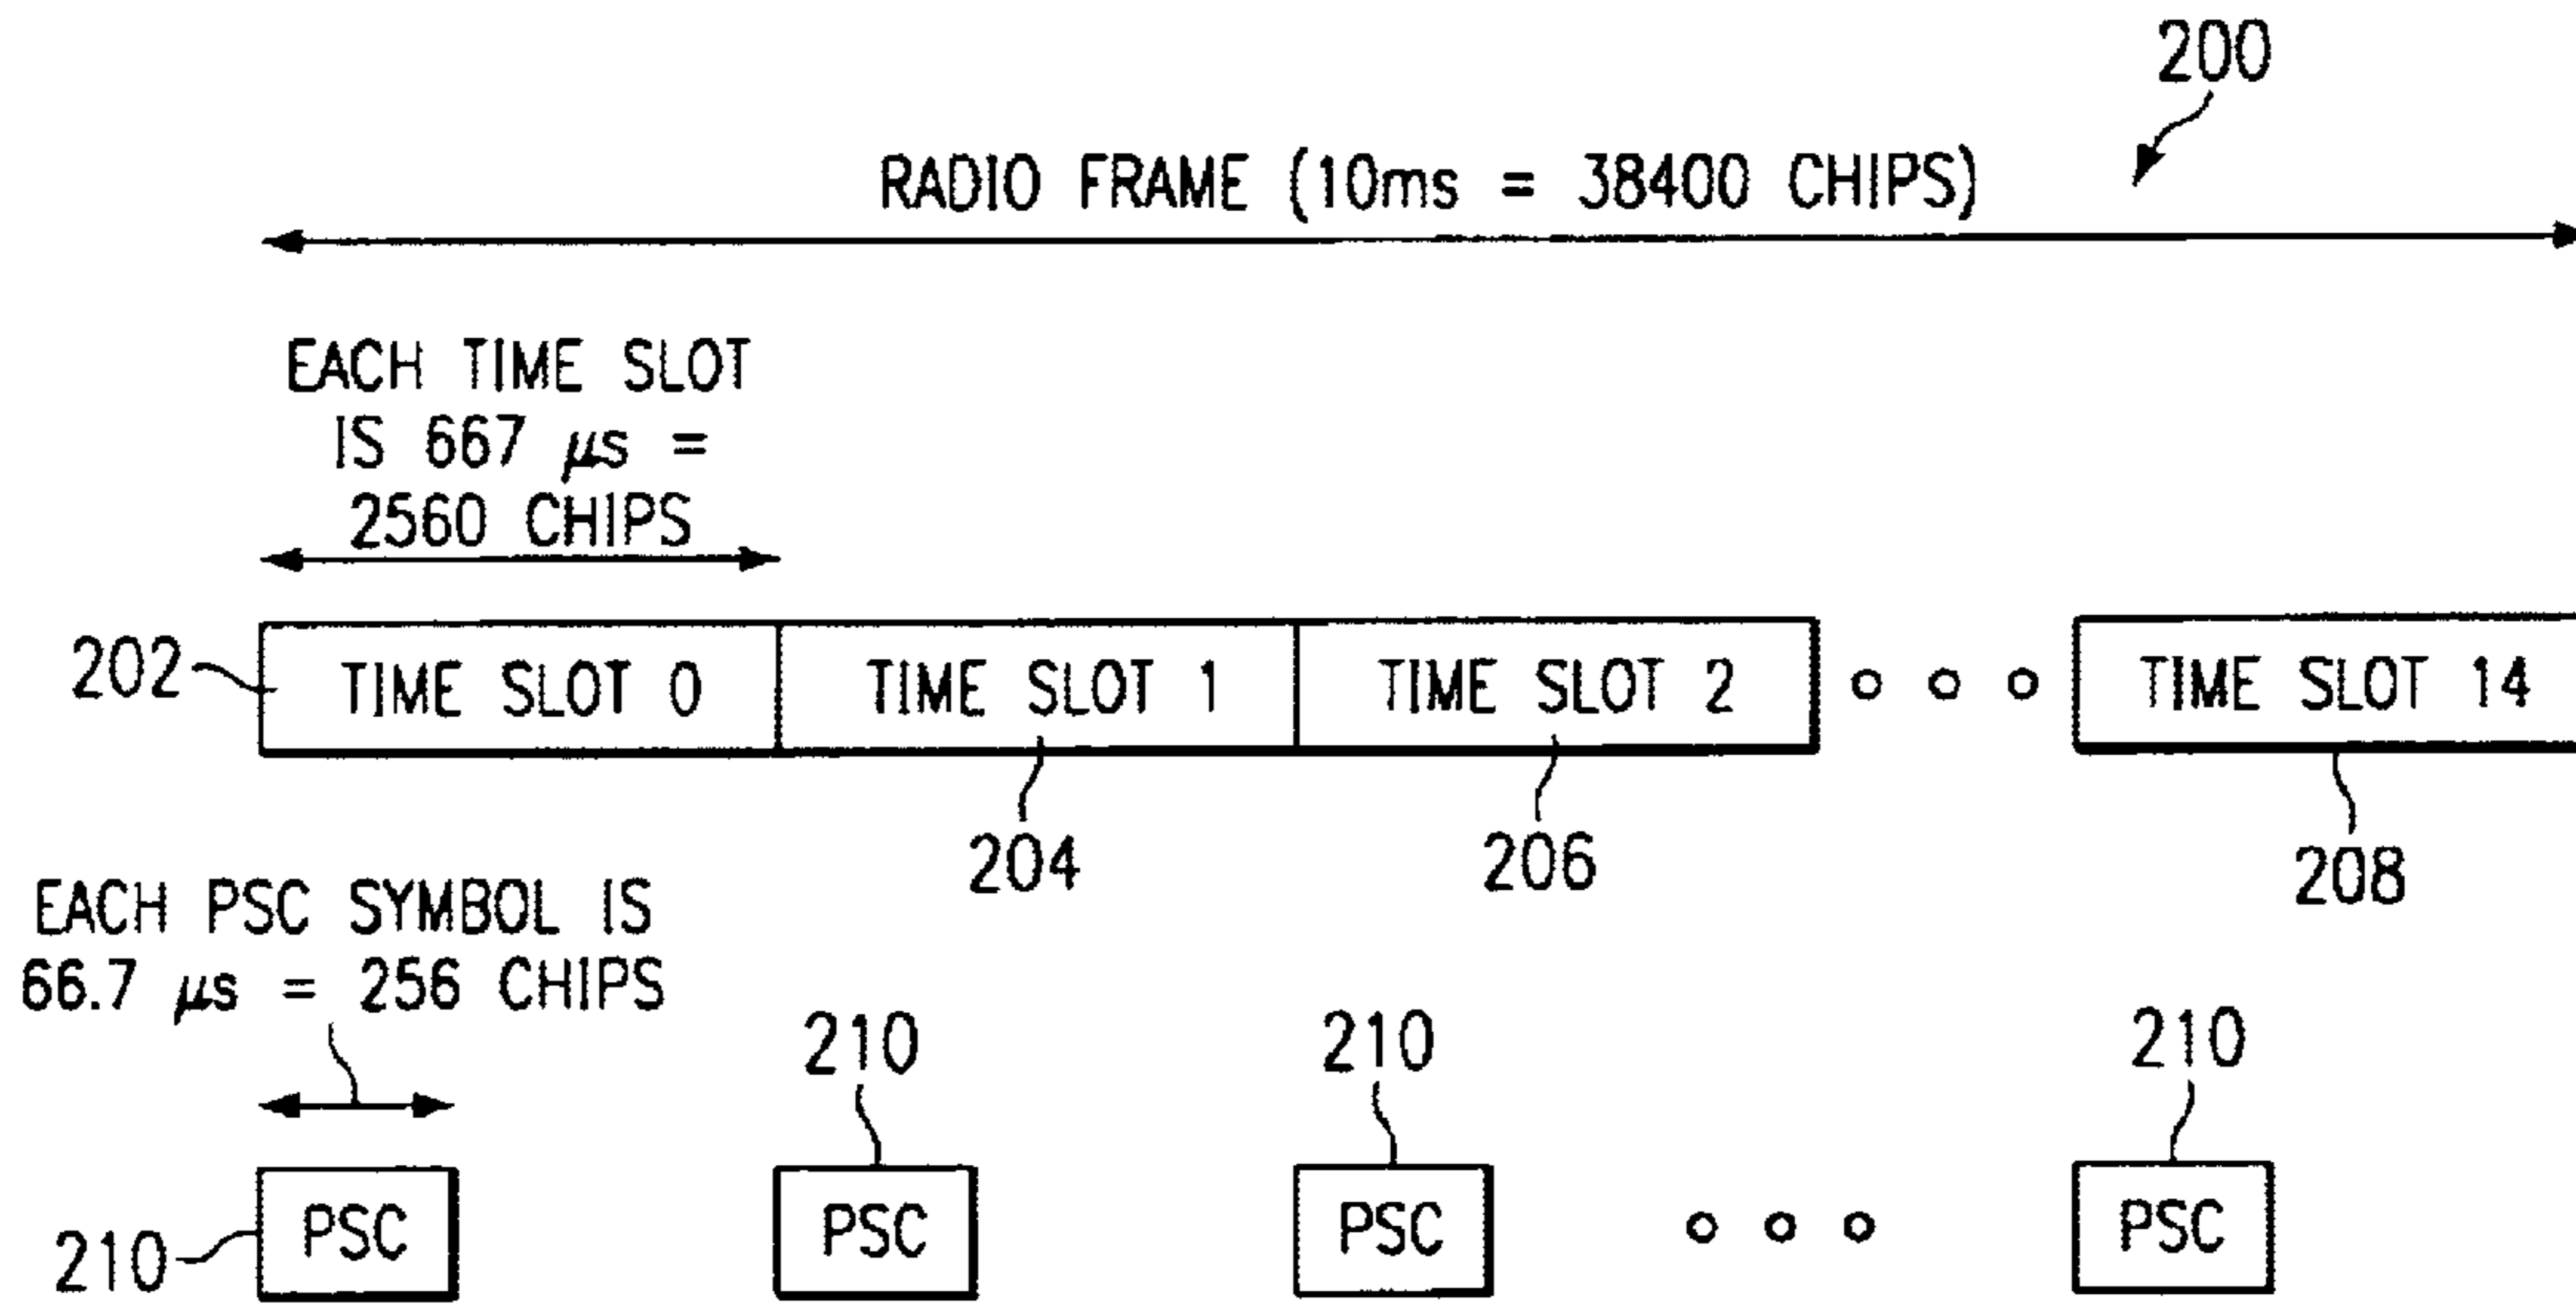 200
RADIO FRAME (10ms = 38400 CHIPS)
EACH TIME SLOT
IS 667 μs =
2560 CHIPS
202
TIME SLOT 0
TIME SLOT 1
TIME SLOT 2
TIME SLOT 14
204
206
208
EACH PSC SYMBOL IS
66.7 μs = 256 CHIPS
210
210
210
210
PSC
PSC
PSC
PSC